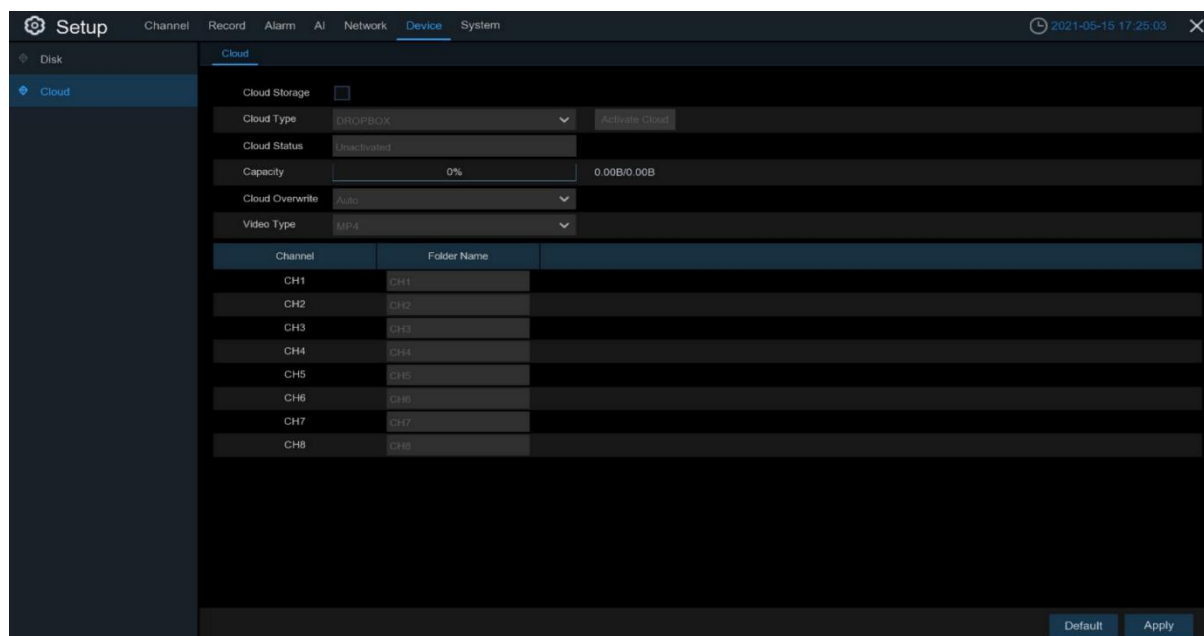 Setup Channel Record Alarm AI Network Device System 2021-05-15 17:25:03
Disk
Cloud
Cloud
Cloud Storage
Cloud Type DROPBOX Activate Cloud
Cloud Status Unactivated
Capacity 0% 0.00B/0.00B
Cloud Overwrite Auto
Video Type MP4
Channel Folder Name
CH1 CH1
CH2 CH2
CH3 CH3
CH4 CH4
CH5 CH5
CH6 CH6
CH7 CH7
CH8 CH8
Default Apply